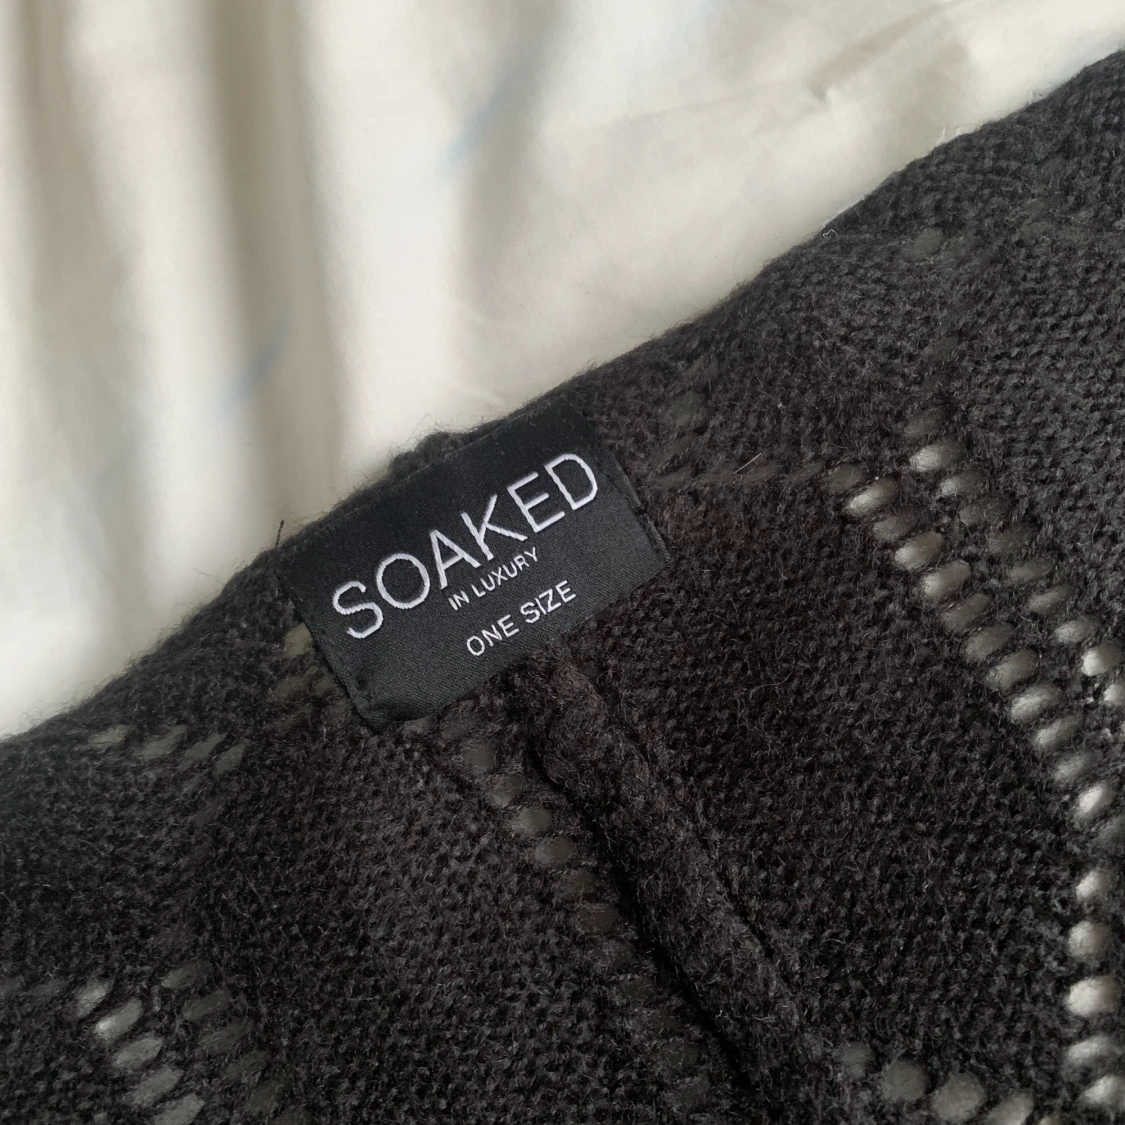 SOAKED
IN LUXURY
ONE SIZE